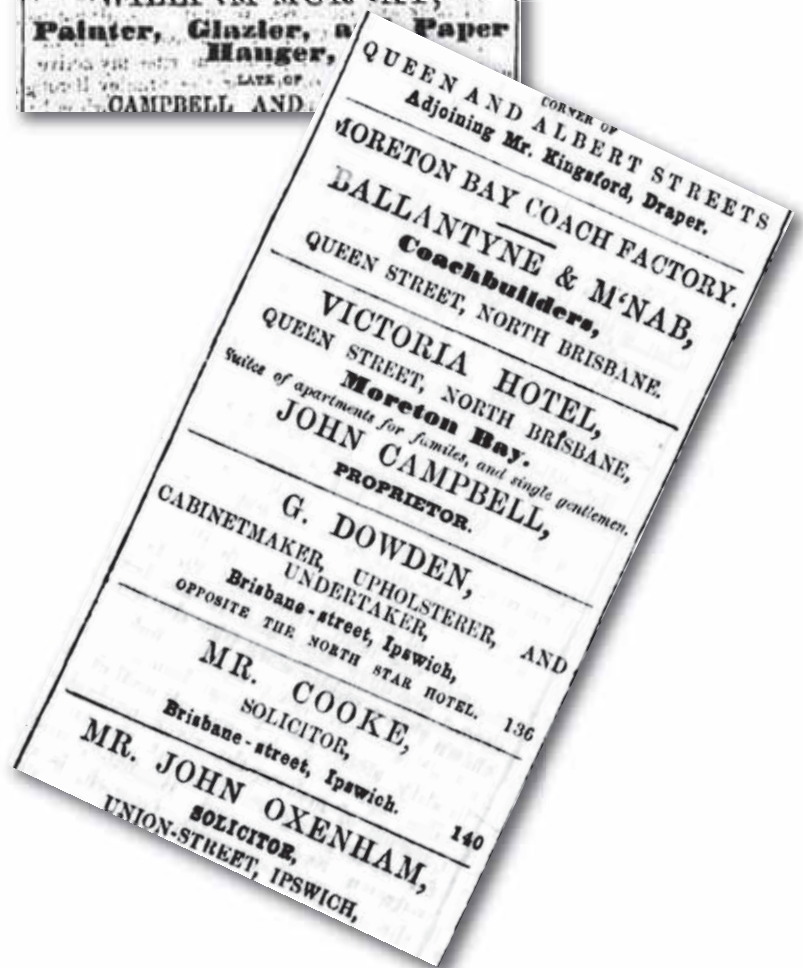 Painter, Glazier, a Paper
Hanger,
LATE OF
CAMPBELL AND
CORNER OF
QUEEN AND ALBERT STREETS
Adjoining Mr. Kingsford, Draper.
MORETON BAY COACH FACTORY.
BALLANTYNE & M'NAB,
Coachbuilders,
QUEEN STREET, NORTH BRISBANE.
VICTORIA HOTEL,
QUEEN STREET, NORTH BRISBANE,
Moreton Bay.
Suites of apartments for familes, and single gentlemen.
JOHN CAMPBELL,
PROPRIETOR.
G. DOWDEN,
CABINETMAKER, UPHOLSTERER, AND
UNDERTAKER,
Brisbane-street, Ipswich,
OPPOSITE THE NORTH STAR HOTEL. 136
MR. COOKE,
SOLICITOR,
Brisbane-street, Ipswich. 140
MR. JOHN OXENHAM,
SOLICITOR,
UNION-STREET, IPSWICH,